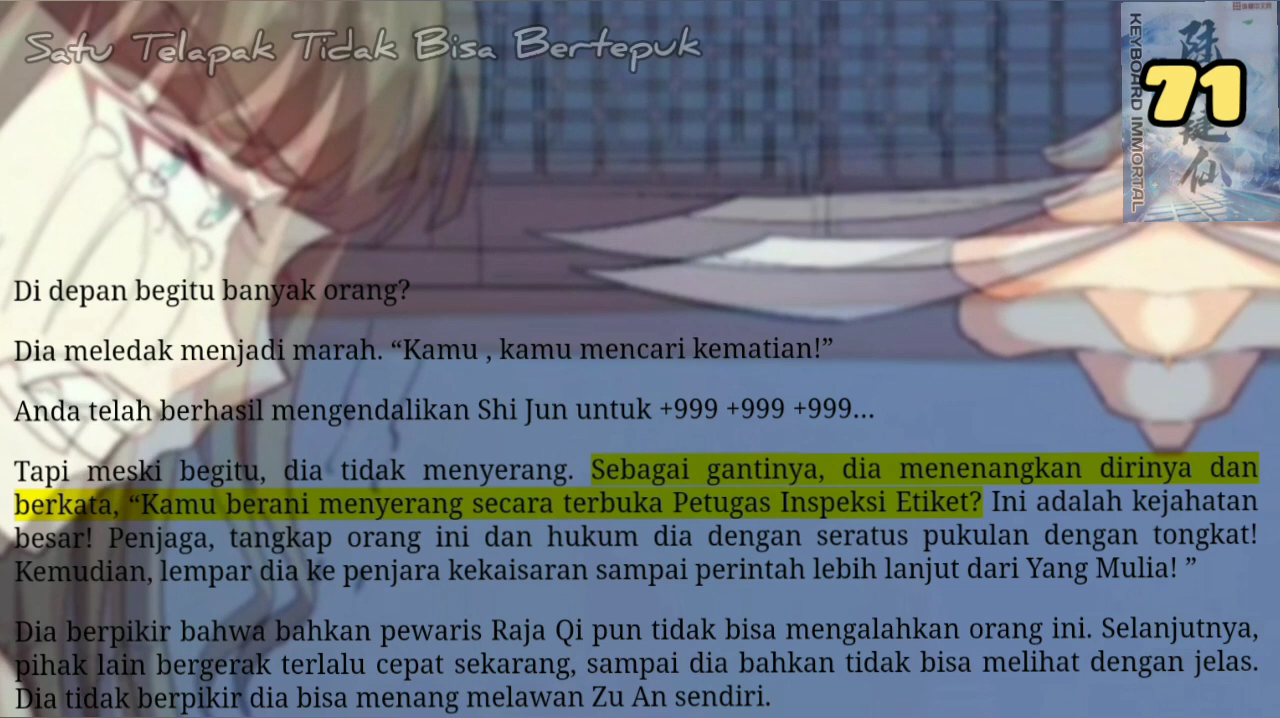 Satu Telapak Tidak Bisa Bertepuk
KEYBOARD IMMORTAL
71
仙
Di depan begitu banyak orang?
Dia meledak menjadi marah. “Kamu , kamu mencari kematian!”
Anda telah berhasil mengendalikan Shi Jun untuk +999 +999 +999...
Tapi meski begitu, dia tidak menyerang. Sebagai gantinya, dia menenangkan dirinya dan
berkata, “Kamu berani menyerang secara terbuka Petugas Inspeksi Etiket? Ini adalah kejahatan
besar! Penjaga, tangkap orang ini dan hukum dia dengan seratus pukulan dengan tongkat!
Kemudian, lempar dia ke penjara kekaisaran sampai perintah lebih lanjut dari Yang Mulia! ”
Dia berpikir bahwa bahkan pewaris Raja Qi pun tidak bisa mengalahkan orang ini. Selanjutnya,
pihak lain bergerak terlalu cepat sekarang, sampai dia bahkan tidak bisa melihat dengan jelas.
Dia tidak berpikir dia bisa menang melawan Zu An sendiri.